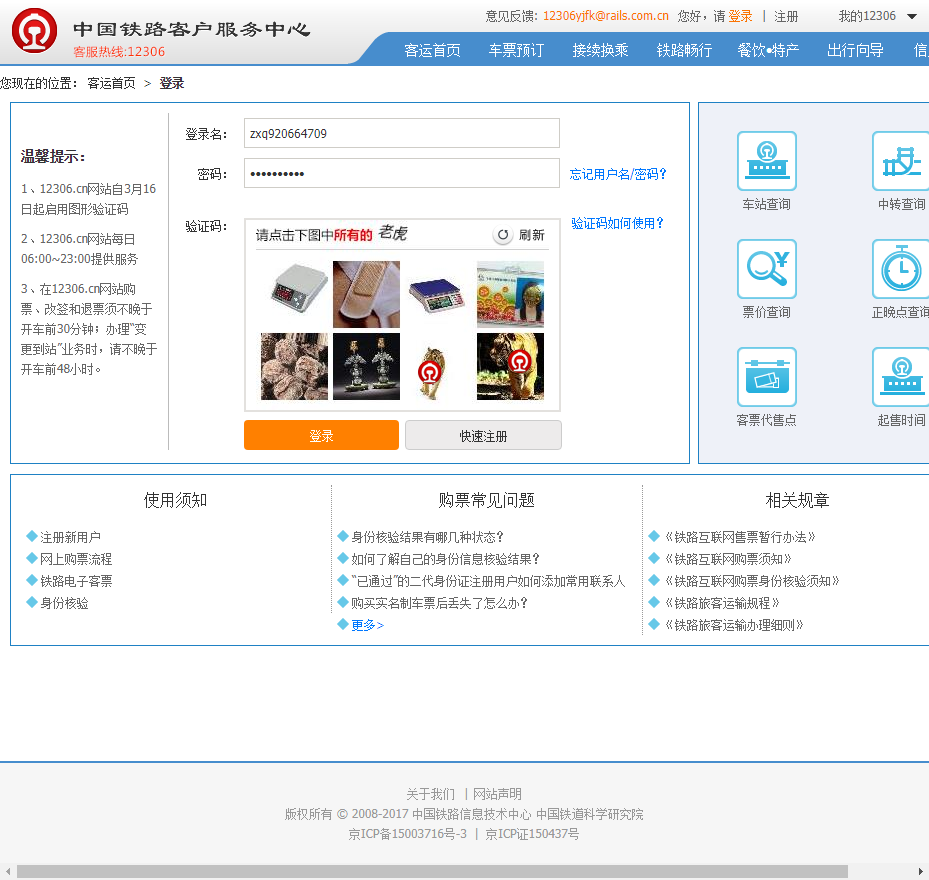 意见反馈: 12306yjfk@rails.com.cn 您好，请 登录 | 注册 我的12306
中国铁路客户服务中心
客服热线:12306
客运首页 车票预订 接续换乘 铁路畅行 餐饮•特产 出行向导 信
您现在的位置： 客运首页 > 登录
温馨提示：
1、12306.cn网站自3月16
日起启用图形验证码
2、12306.cn网站每日
06:00~23:00提供服务
3、在12306.cn网站购
票、改签和退票须不晚于
开车前30分钟；办理“变
更到站”业务时，请不晚于
开车前48小时。
登录名： zxq920664709
密码： ••••••••••
忘记用户名/密码?
验证码：
请点击下图中所有的 老虎 刷新
验证码如何使用?
登录 快速注册
车站查询 中转查询
票价查询 正晚点查询
客票代售点 起售时间
使用须知
注册新用户
网上购票流程
铁路电子客票
身份核验
购票常见问题
身份核验结果有哪几种状态?
如何了解自己的身份信息核验结果?
“已通过”的二代身份证注册用户如何添加常用联系人
购买实名制车票后丢失了怎么办?
更多>
相关规章
《铁路互联网售票暂行办法》
《铁路互联网购票须知》
《铁路互联网购票身份核验须知》
《铁路旅客运输规程》
《铁路旅客运输办理细则》
关于我们 | 网站声明
版权所有 © 2008-2017 中国铁路信息技术中心 中国铁道科学研究院
京ICP备15003716号-3 | 京ICP证150437号